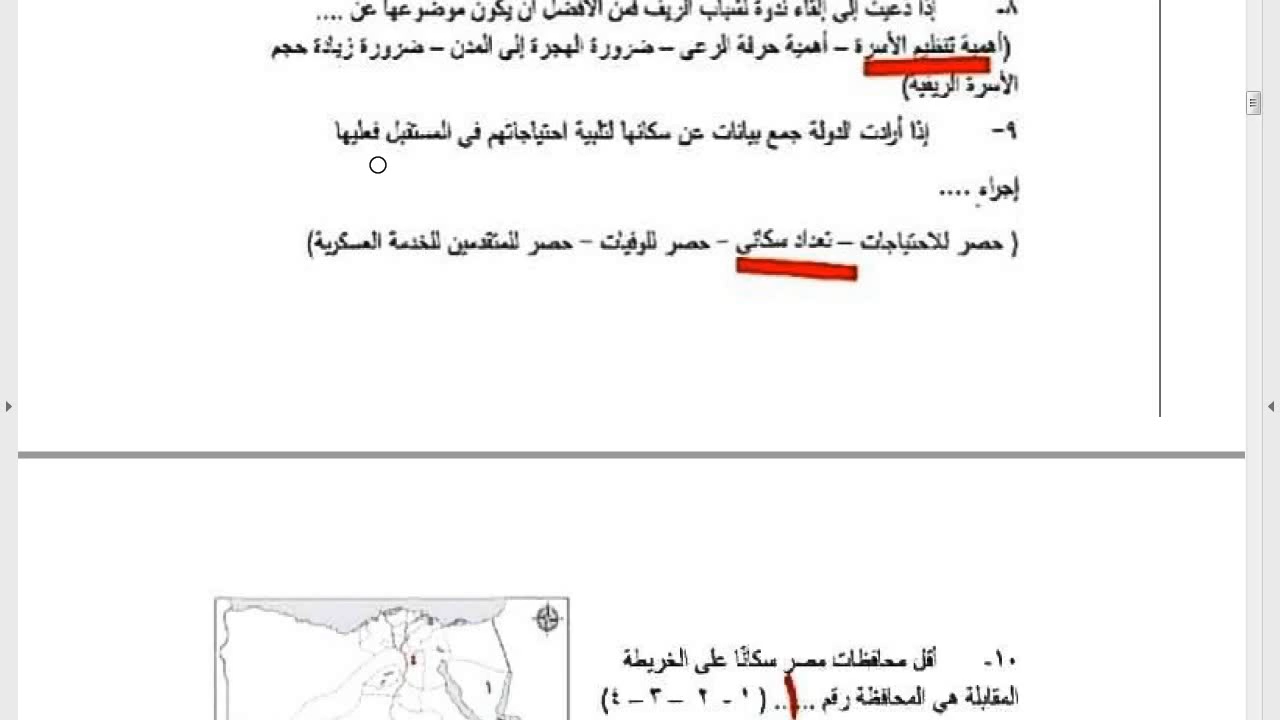 ٨- إذا دعيت إلى إلقاء ندوة لشباب الريف فمن الأفضل أن يكون موضوعها عن ....
(أهمية تنظيم الأسرة – أهمية حرفة الرعى – ضرورة الهجرة إلى المدن – ضرورة زيادة حجم
الأسرة الريفية)
٩- إذا أرادت الدولة جمع بيانات عن سكانها لتلبية احتياجاتهم في المستقبل فعليها
إجراء ....
( حصر للاحتياجات – تعداد سكاني – حصر للوفيات – حصر للمتقدمين للخدمة العسكرية)
١٠- أقل محافظات مصر سكانًا على الخريطة
المقابلة هي المحافظة رقم ...... ( ١ - ٢ – ٣ – ٤)
١